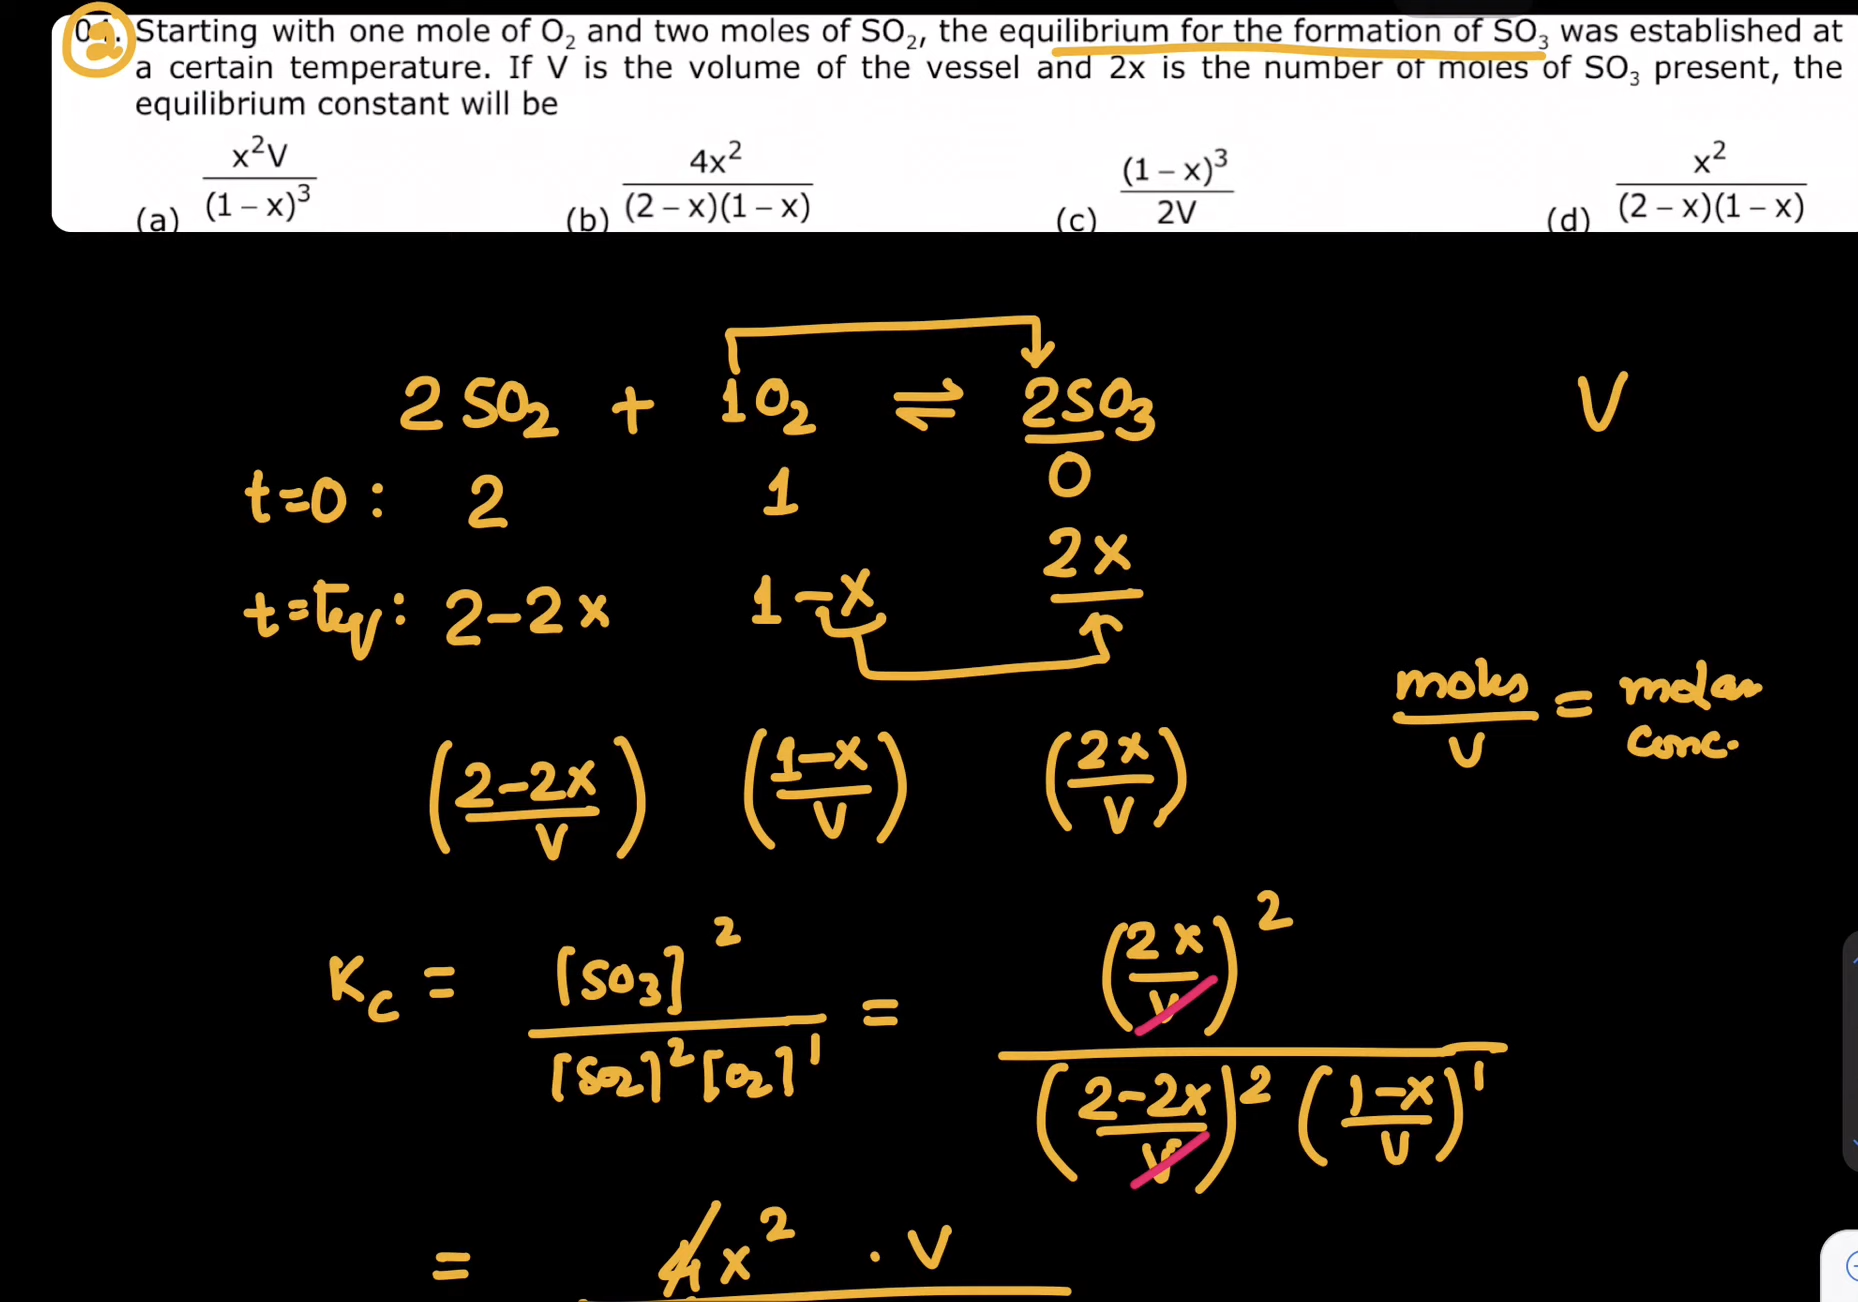 2. Starting with one mole of O₂ and two moles of SO₂, the equilibrium for the formation of SO₃ was established at
a certain temperature. If V is the volume of the vessel and 2x is the number of moles of SO₃ present, the
equilibrium constant will be
(a) x²V / (1 – x)³ (b) 4x² / (2 – x)(1 – x) (c) (1 – x)³ / 2V (d) x² / (2 – x)(1 – x)
2 SO₂ + 1O₂ ⇌ 2SO₃ V
t=0 : 2 1 0
t=teq : 2-2x 1-x 2x
moles / V = molar conc.
((2-2x)/V) ((1-x)/V) (2x/V)
Kc = [SO₃]² / [SO₂]² [O₂]¹ = (2x/V)² / ((2-2x)/V)² ((1-x)/V)¹
= 4x² · V